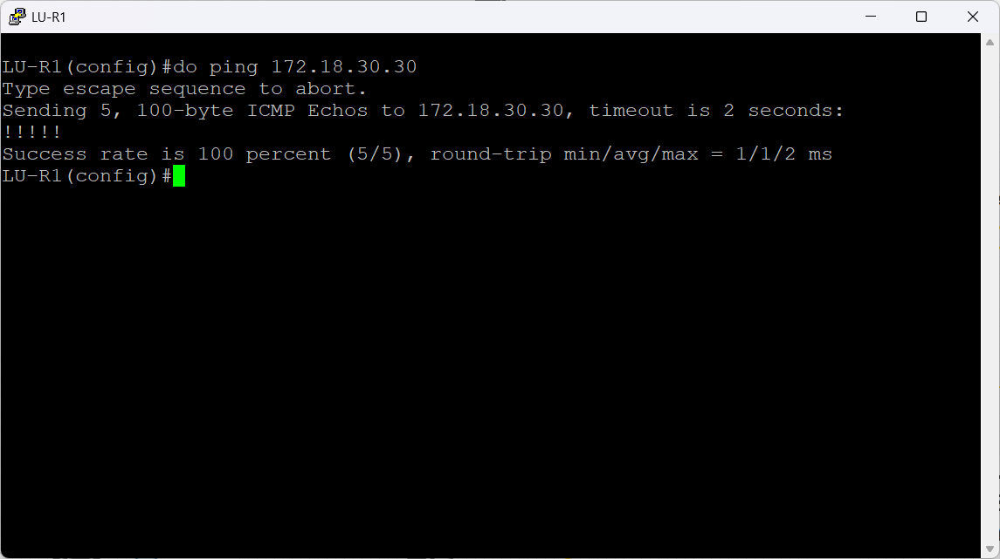 LU-R1
LU-R1(config)#do ping 172.18.30.30
Type escape sequence to abort.
Sending 5, 100-byte ICMP Echos to 172.18.30.30, timeout is 2 seconds:
!!!!!
Success rate is 100 percent (5/5), round-trip min/avg/max = 1/1/2 ms
LU-R1(config)#